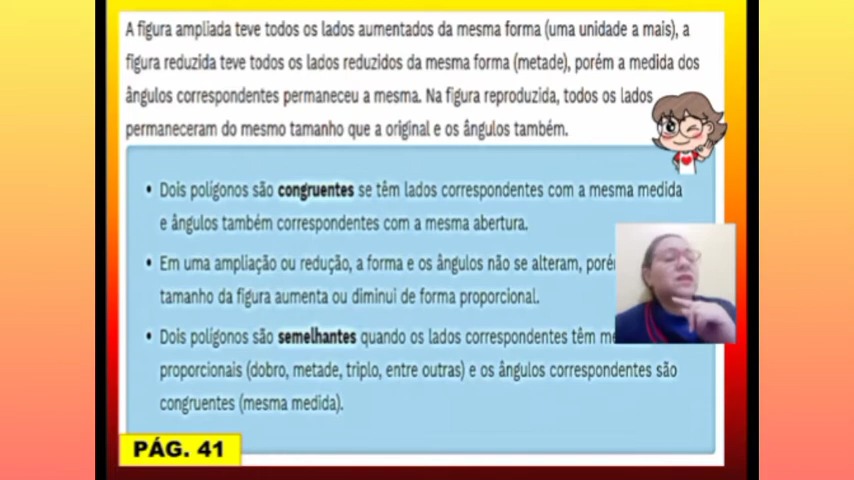 A figura ampliada teve todos os lados aumentados da mesma forma (uma unidade a mais), a
figura reduzida teve todos os lados reduzidos da mesma forma (metade), porém a medida dos
ângulos correspondentes permaneceu a mesma. Na figura reproduzida, todos os lados
permaneceram do mesmo tamanho que a original e os ângulos também.
• Dois polígonos são congruentes se têm lados correspondentes com a mesma medida
e ângulos também correspondentes com a mesma abertura.
• Em uma ampliação ou redução, a forma e os ângulos não se alteram,
tamanho da figura aumenta ou diminui de forma proporcional.
• Dois polígonos são semelhantes quando os lados correspondentes têm
proporcionais (dobro, metade, triplo, entre outras) e os ângulos correspondentes são
congruentes (mesma medida).
PÁG. 41